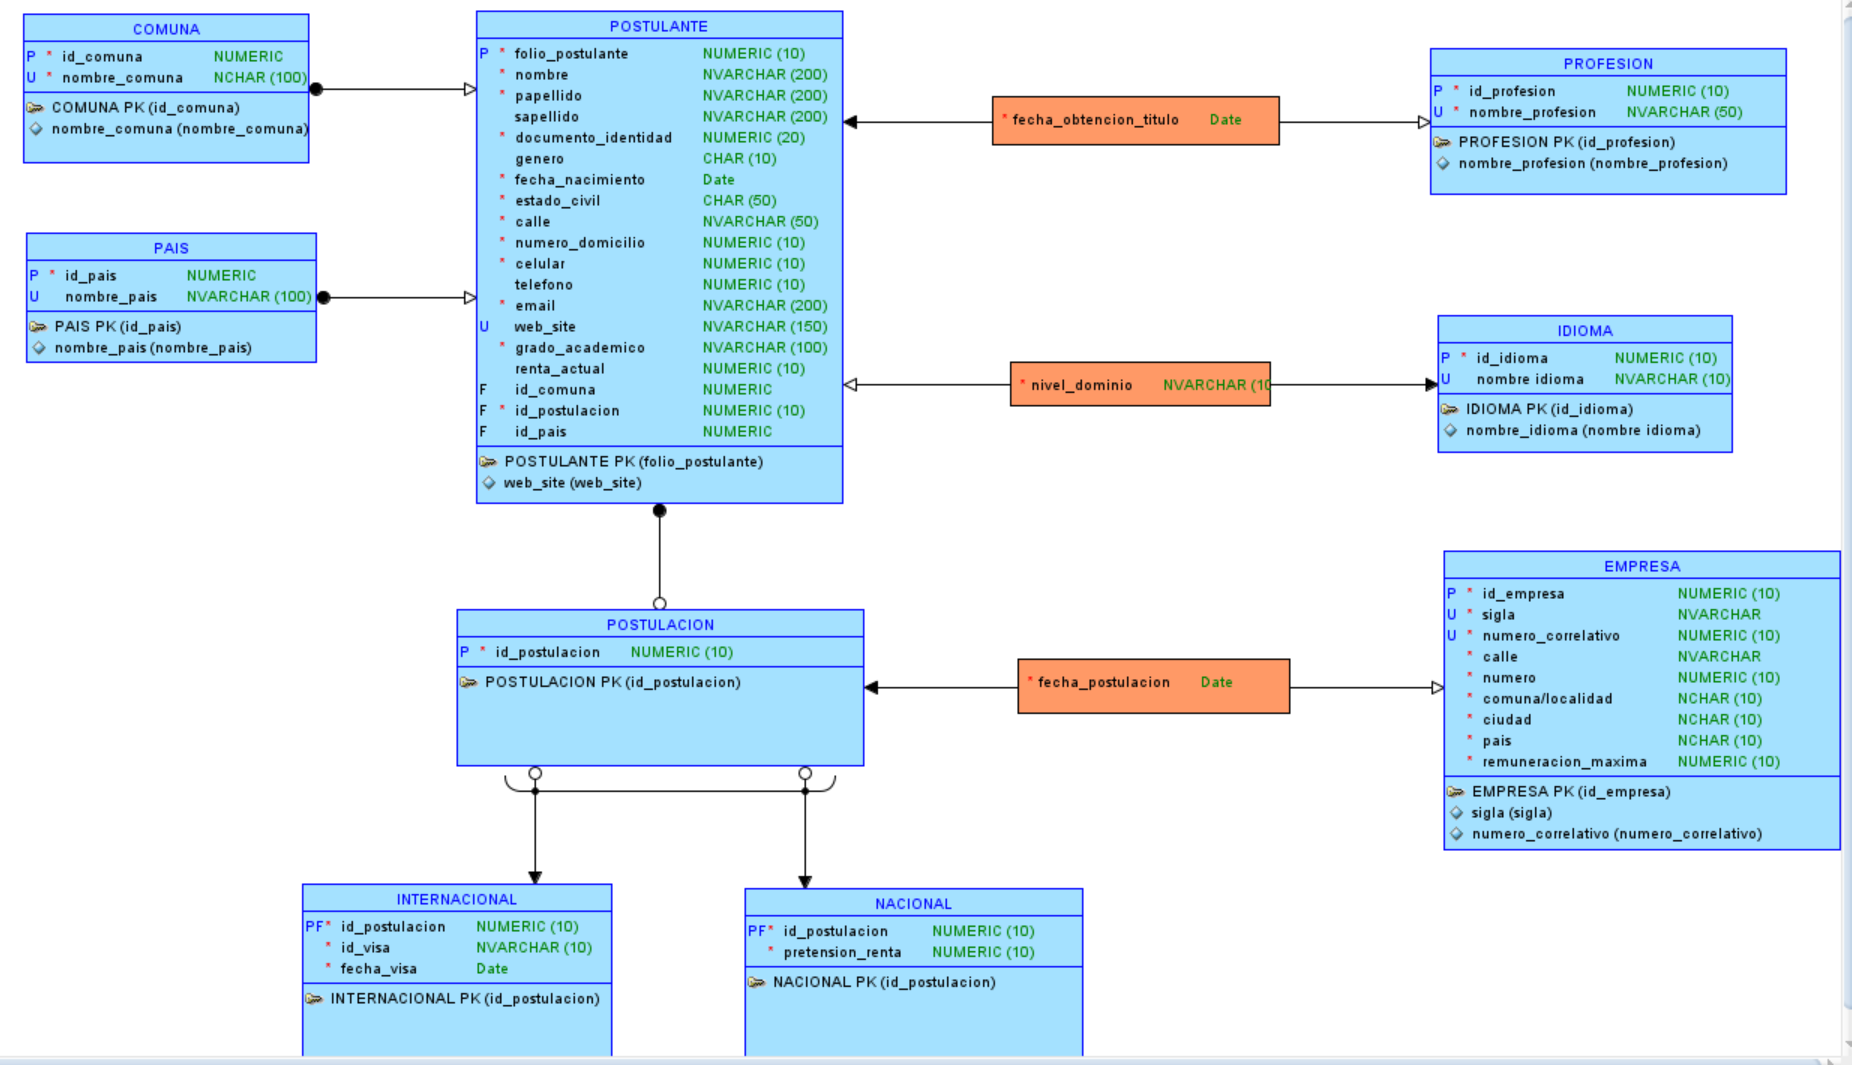 COMUNA
P * id_comuna NUMERIC
U * nombre_comuna NCHAR (100)
COMUNA PK (id_comuna)
nombre_comuna (nombre_comuna)
PAIS
P * id_pais NUMERIC
U nombre_pais NVARCHAR (100)
PAIS PK (id_pais)
nombre_pais (nombre_pais)
POSTULANTE
P * folio_postulante NUMERIC (10)
* nombre NVARCHAR (200)
* papellido NVARCHAR (200)
sapellido NVARCHAR (200)
* documento_identidad NUMERIC (20)
genero CHAR (10)
* fecha_nacimiento Date
* estado_civil CHAR (50)
* calle NVARCHAR (50)
* numero_domicilio NUMERIC (10)
* celular NUMERIC (10)
telefono NUMERIC (10)
* email NVARCHAR (200)
U web_site NVARCHAR (150)
* grado_academico NVARCHAR (100)
renta_actual NUMERIC (10)
F id_comuna NUMERIC
F * id_postulacion NUMERIC (10)
F id_pais NUMERIC
POSTULANTE PK (folio_postulante)
web_site (web_site)
* fecha_obtencion_titulo Date
PROFESION
P * id_profesion NUMERIC (10)
U * nombre_profesion NVARCHAR (50)
PROFESION PK (id_profesion)
nombre_profesion (nombre_profesion)
* nivel_dominio NVARCHAR (10
IDIOMA
P * id_idioma NUMERIC (10)
U nombre idioma NVARCHAR (10)
IDIOMA PK (id_idioma)
nombre_idioma (nombre idioma)
POSTULACION
P * id_postulacion NUMERIC (10)
POSTULACION PK (id_postulacion)
* fecha_postulacion Date
EMPRESA
P * id_empresa NUMERIC (10)
U * sigla NVARCHAR
U * numero_correlativo NUMERIC (10)
* calle NVARCHAR
* numero NUMERIC (10)
* comuna/localidad NCHAR (10)
* ciudad NCHAR (10)
* pais NCHAR (10)
* remuneracion_maxima NUMERIC (10)
EMPRESA PK (id_empresa)
sigla (sigla)
numero_correlativo (numero_correlativo)
INTERNACIONAL
PF* id_postulacion NUMERIC (10)
* id_visa NVARCHAR (10)
* fecha_visa Date
INTERNACIONAL PK (id_postulacion)
NACIONAL
PF* id_postulacion NUMERIC (10)
* pretension_renta NUMERIC (10)
NACIONAL PK (id_postulacion)